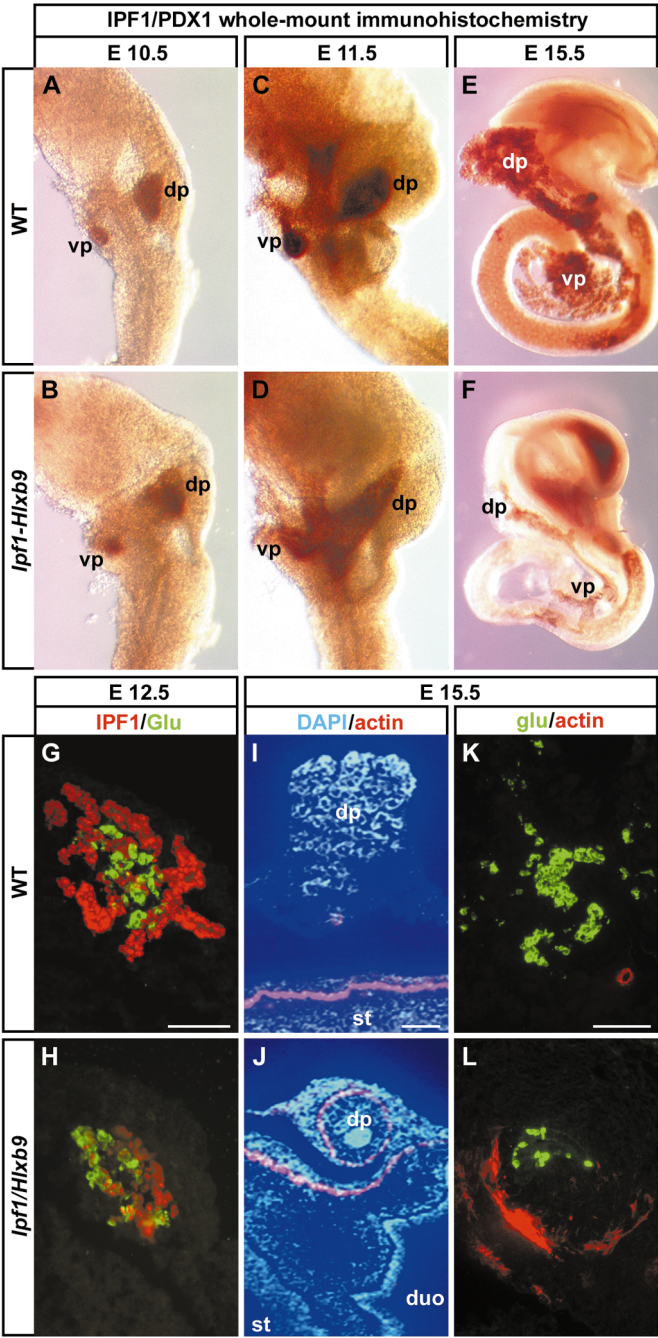 IPF1/PDX1 whole-mount immunohistochemistry
E 10.5 E 11.5 E 15.5
WT
A dp vp
C dp vp
E dp vp
Ipf1-Hlxb9
B dp vp
D dp vp
F dp vp
E 12.5 E 15.5
IPF1/Glu DAPI/actin glu/actin
WT
G
I dp st
K
Ipf1/Hlxb9
H
J dp duo st
L